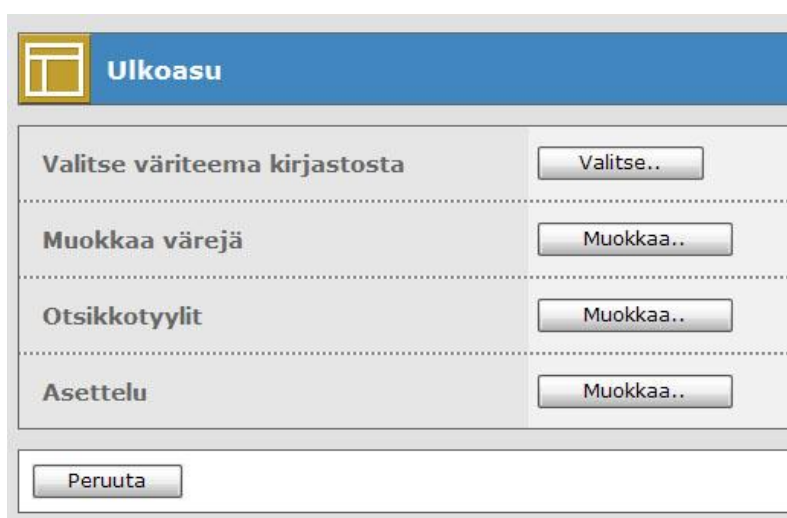 Ulkoasu
Valitse väriteema kirjastosta Valitse..
Muokkaa värejä Muokkaa..
Otsikkotyylit Muokkaa..
Asettelu Muokkaa..
Peruuta